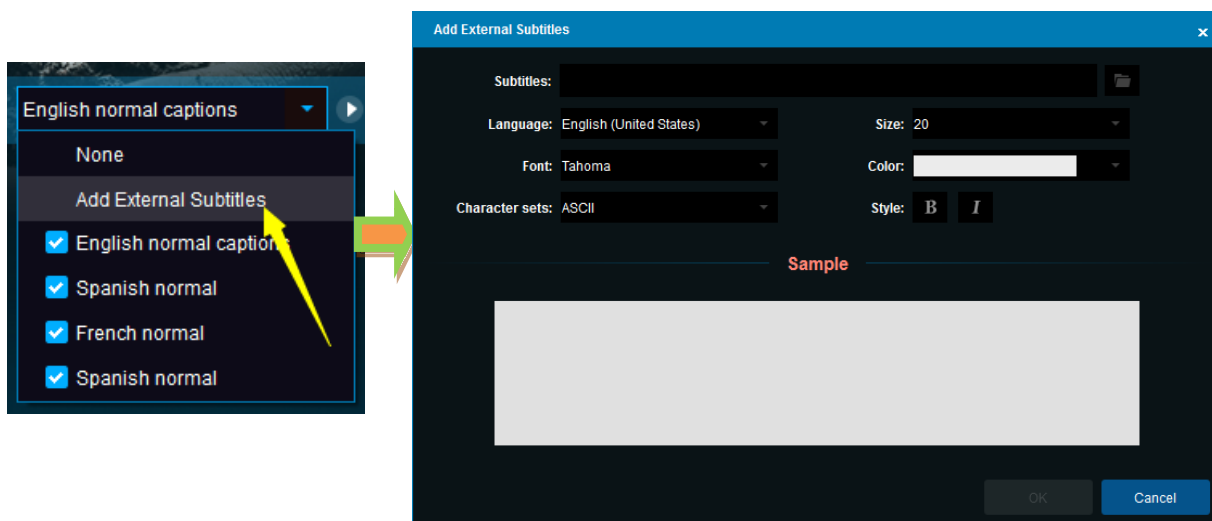 English normal captions
None
Add External Subtitles
English normal captions
Spanish normal
French normal
Spanish normal
Add External Subtitles
Subtitles:
Language: English (United States) Size: 20
Font: Tahoma Color:
Character sets: ASCII Style: B I
Sample
OK Cancel